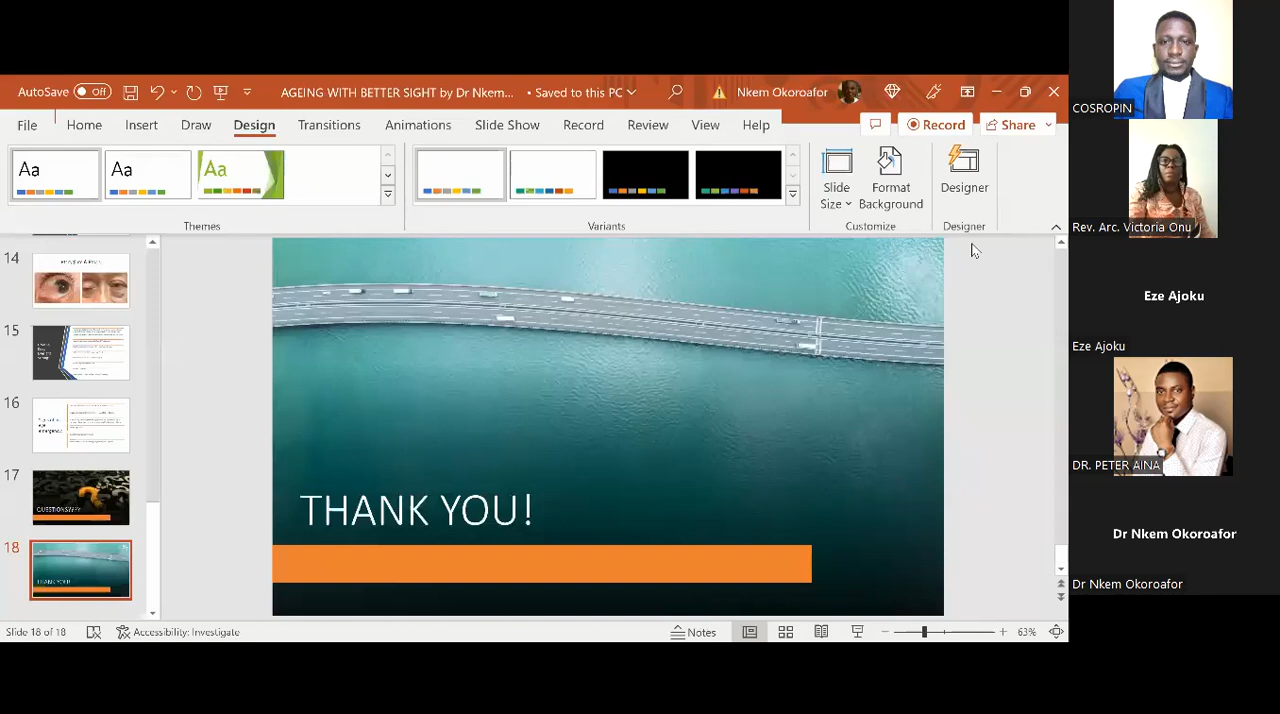 AutoSave Off
AGEING WITH BETTER SIGHT by Dr Nkem... • Saved to this PC
Nkem Okoroafor
File Home Insert Draw Design Transitions Animations Slide Show Record Review View Help
Record Share
Aa Aa Aa
Slide Size
Format Background
Designer
Themes
Variants
Customize
Designer
14
15
16
17
QUESTIONS????
18
THANK YOU!
THANK YOU!
Slide 18 of 18
Accessibility: Investigate
Notes
63%
COSROPIN
Rev. Arc. Victoria Onu
Eze Ajoku
Eze Ajoku
DR. PETER AINA
Dr Nkem Okoroafor
Dr Nkem Okoroafor